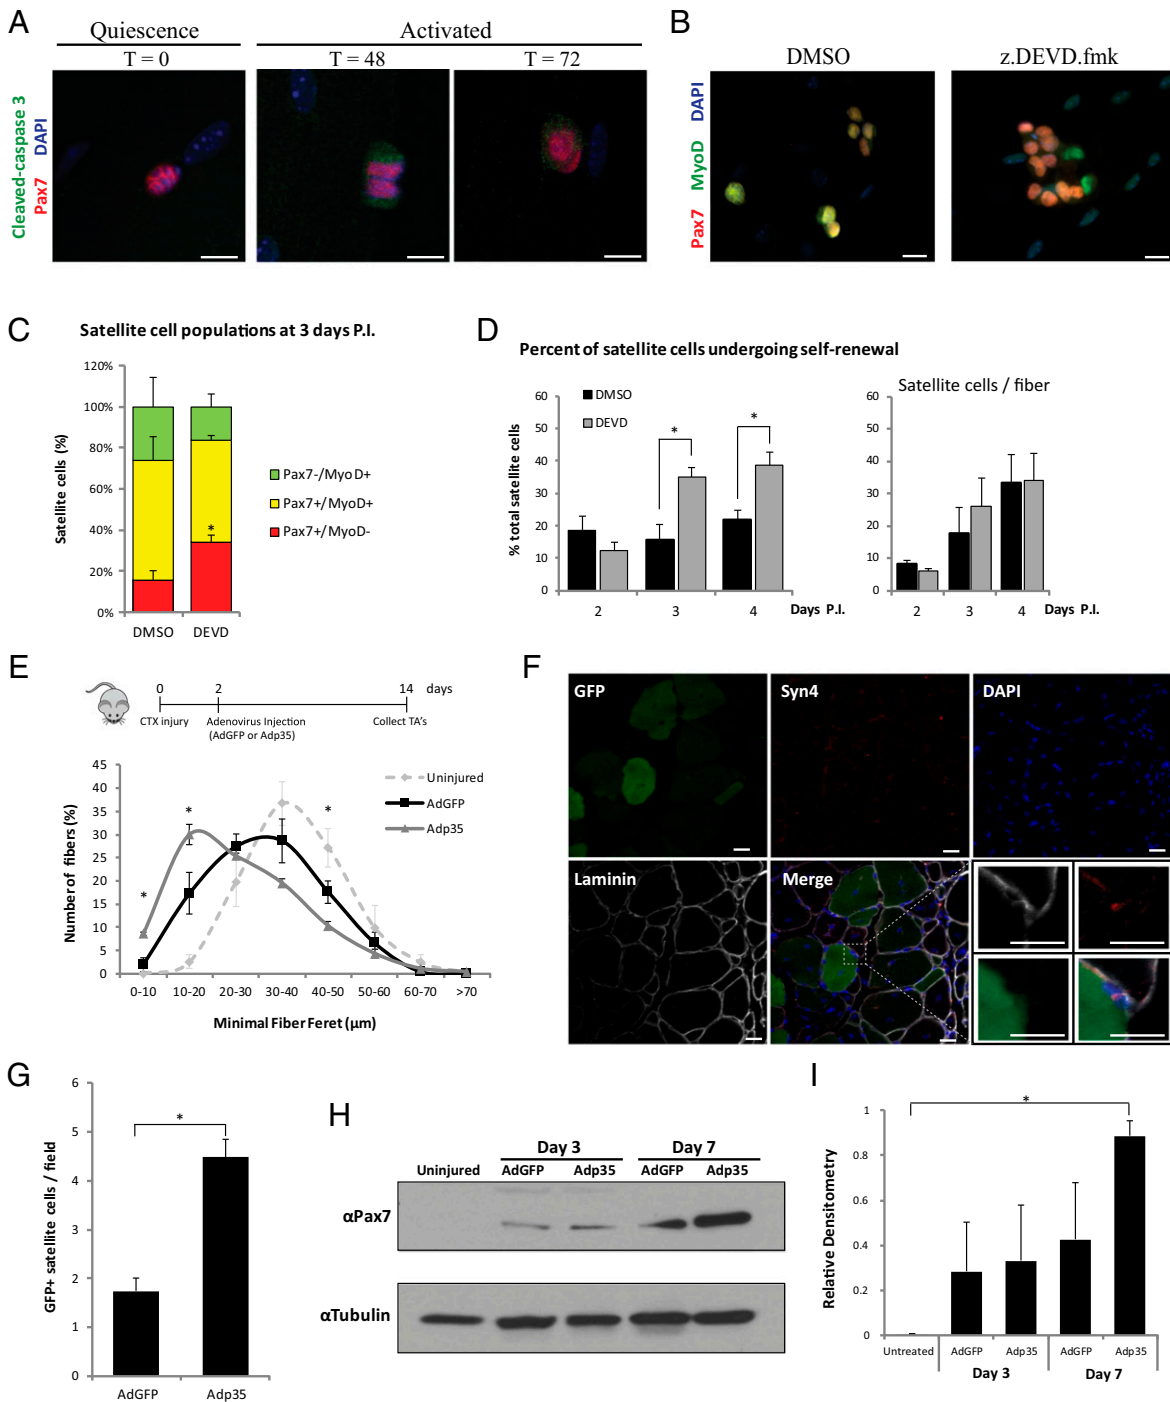 A
Quiescence
Activated
T = 0
T = 48
T = 72
Cleaved-caspase 3
Pax7 DAPI
B
DMSO
z.DEVD.fmk
Pax7 MyoD DAPI
C
Satellite cell populations at 3 days P.I.
Satellite cells (%)
120%
100%
80%
60%
40%
20%
0%
*
DMSO
DEVD
Pax7-/MyoD+
Pax7+/MyoD+
Pax7+/MyoD-
D
Percent of satellite cells undergoing self-renewal
% total satellite cells
60
50
40
30
20
10
0
DMSO
DEVD
*
*
2
3
4
Days P.I.
Satellite cells / fiber
60
50
40
30
20
10
0
2
3
4
Days P.I.
E
0
2
14
days
CTX injury
Adenovirus Injection
(AdGFP or Adp35)
Collect TA's
Number of fibers (%)
45
40
35
30
25
20
15
10
5
0
*
*
*
Uninjured
AdGFP
Adp35
0-10
10-20
20-30
30-40
40-50
50-60
60-70
>70
Minimal Fiber Feret (μm)
F
GFP
Syn4
DAPI
Laminin
Merge
G
GFP+ satellite cells / field
6
5
4
3
2
1
0
*
AdGFP
Adp35
H
Day 3
Day 7
Uninjured
AdGFP
Adp35
AdGFP
Adp35
αPax7
αTubulin
I
Relative Densitometry
1
0.8
0.6
0.4
0.2
0
*
Untreated
AdGFP
Adp35
AdGFP
Adp35
Day 3
Day 7